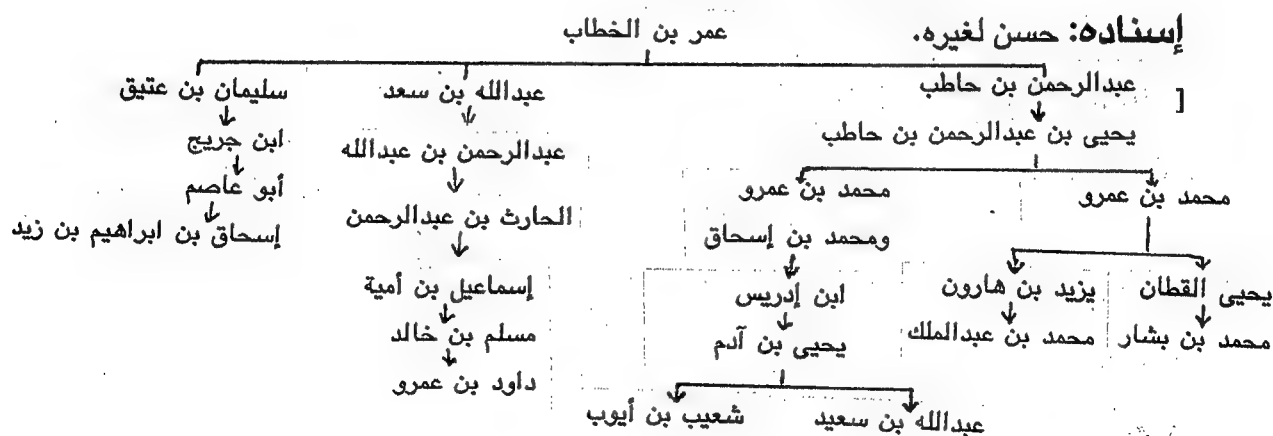 إسناده: حسن لغيره.
عمر بن الخطاب
[
عبدالرحمن بن حاطب
عبدالله بن سعد
سليمان بن عتيق
يحيى بن عبدالرحمن بن حاطب
عبدالرحمن بن عبدالله
ابن جريج
محمد بن عمرو
محمد بن عمرو
الحارث بن عبدالرحمن
أبو عاصم
ومحمد بن إسحاق
إسحاق بن ابراهيم بن زيد
يحيى القطان
يزيد بن هارون
ابن إدريس
إسماعيل بن أمية
محمد بن بشار
محمد بن عبدالملك
يحيى بن آدم
مسلم بن خالد
داود بن عمرو
عبدالله بن سعيد
شعيب بن أيوب